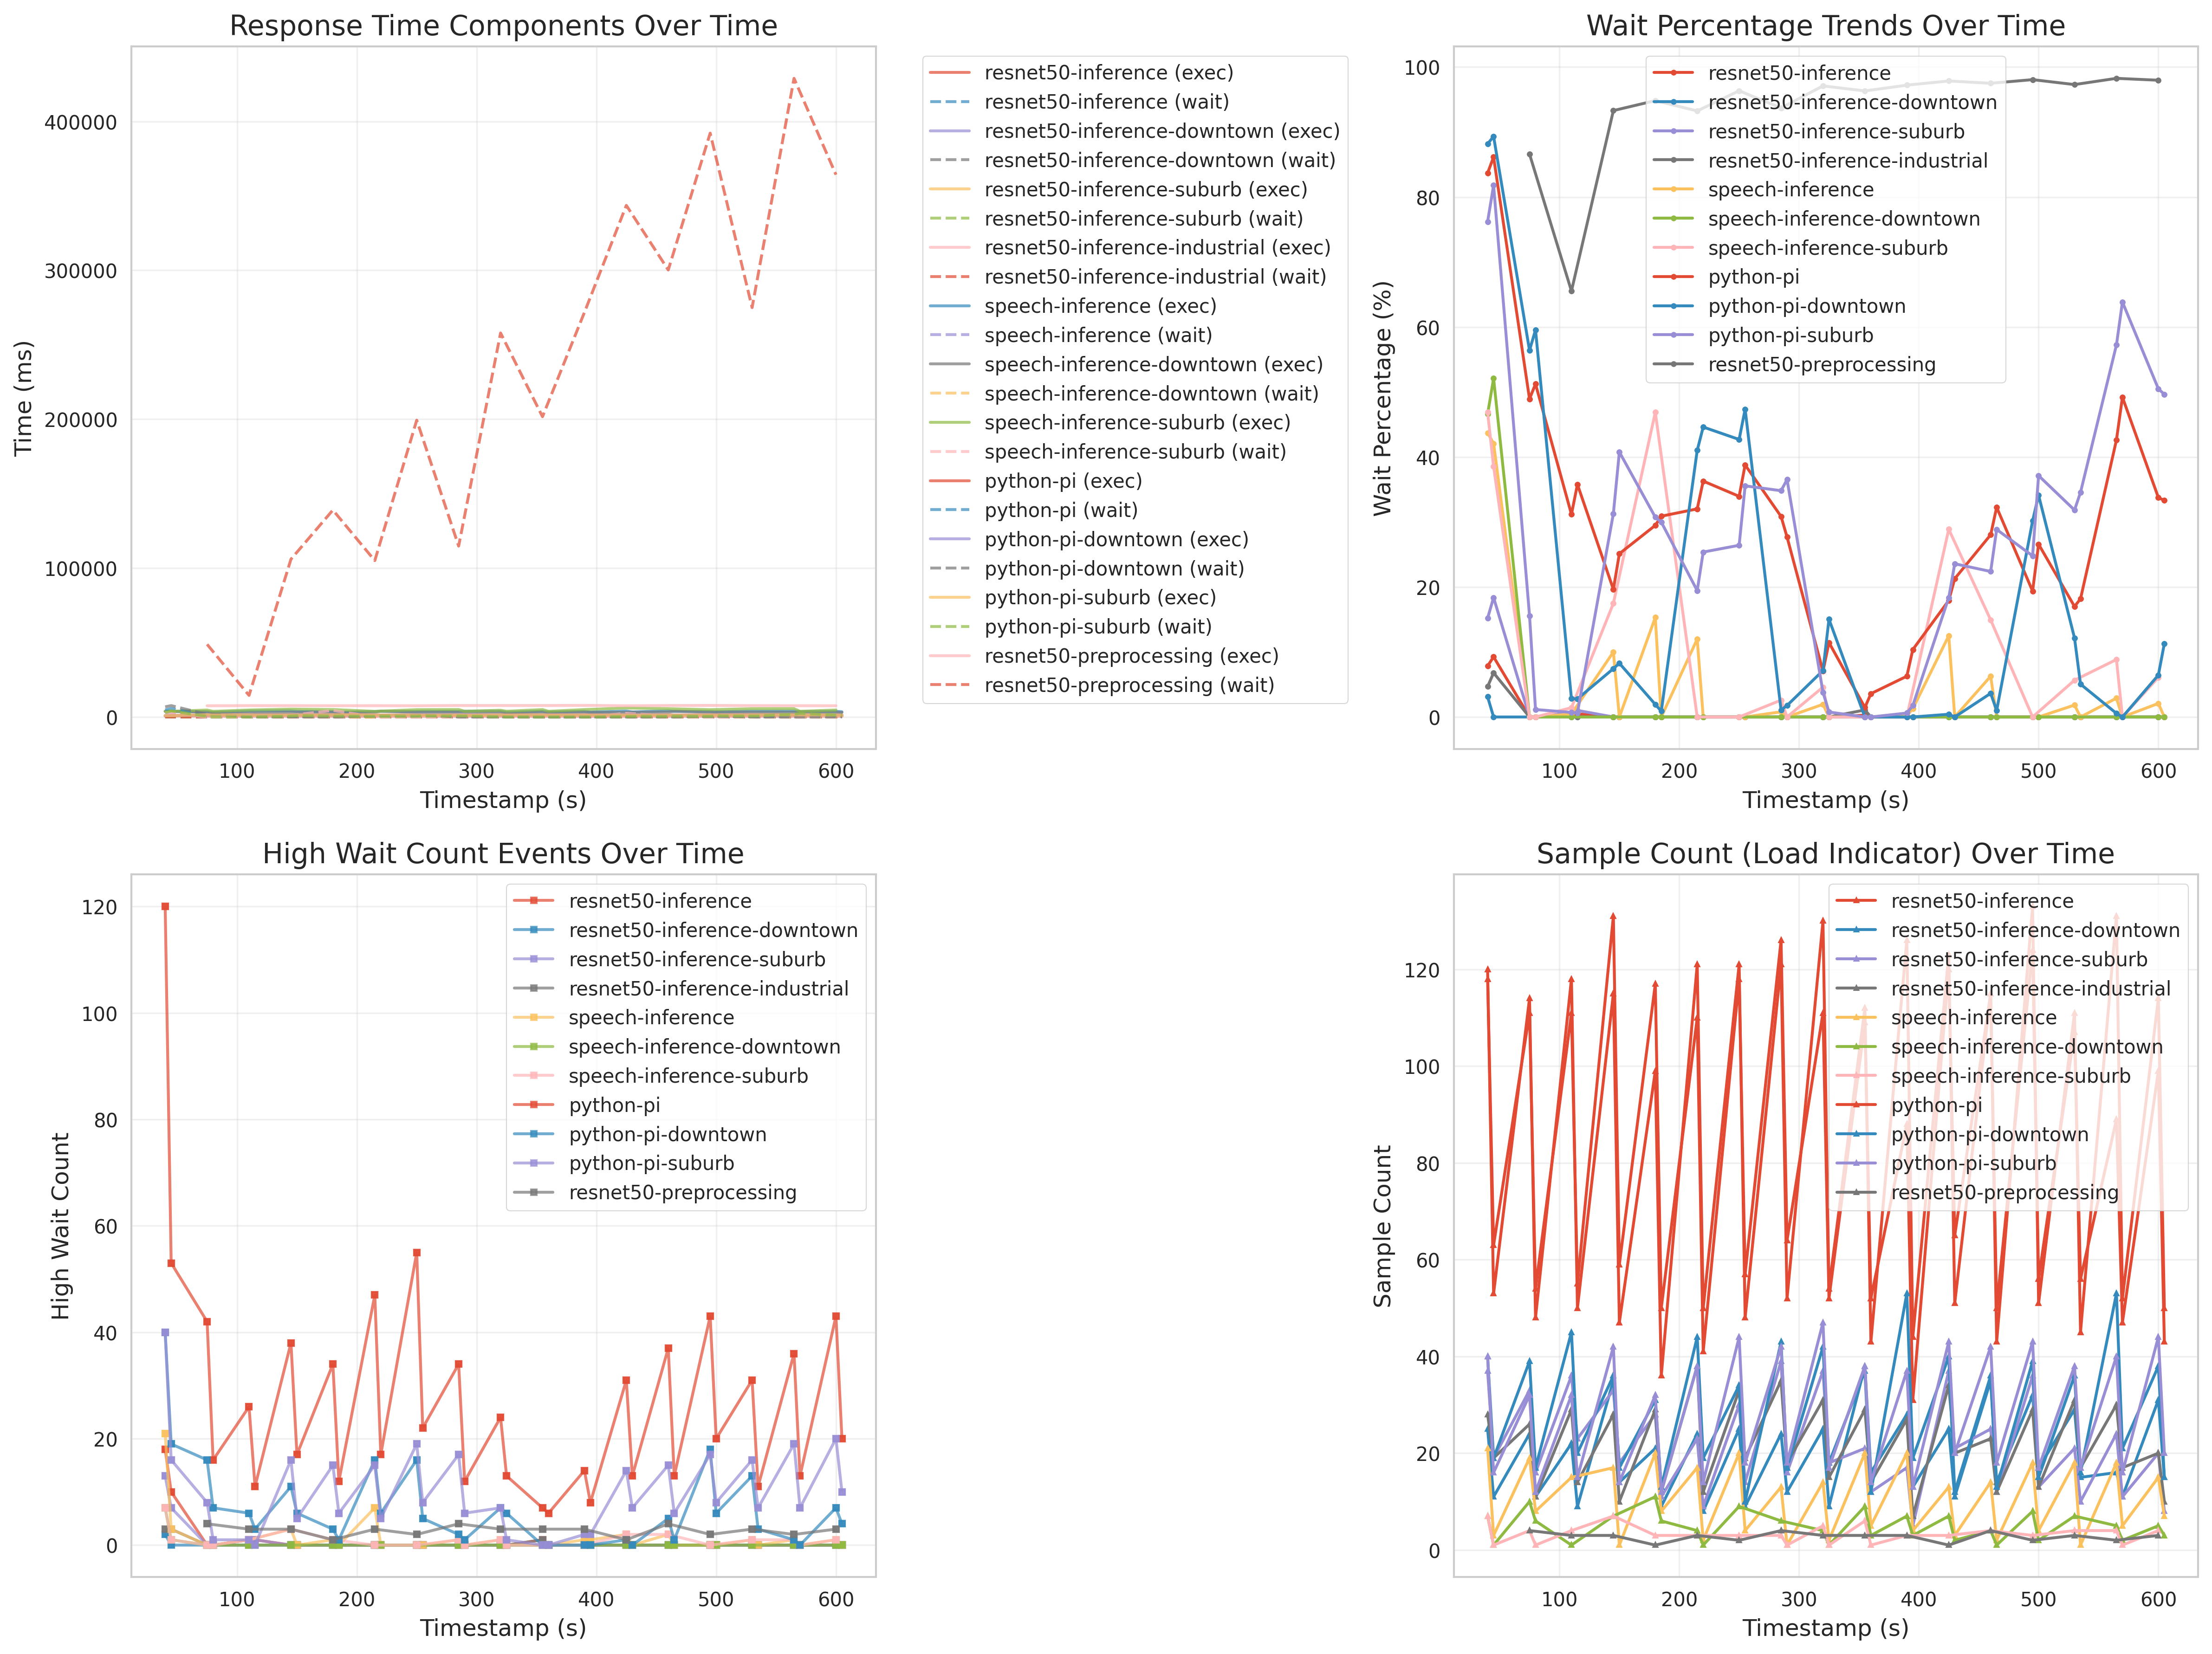 Response Time Components Over Time
Time (ms)
400000
300000
200000
100000
0
100 200 300 400 500 600
Timestamp (s)
resnet50-inference (exec)
resnet50-inference (wait)
resnet50-inference-downtown (exec)
resnet50-inference-downtown (wait)
resnet50-inference-suburb (exec)
resnet50-inference-suburb (wait)
resnet50-inference-industrial (exec)
resnet50-inference-industrial (wait)
speech-inference (exec)
speech-inference (wait)
speech-inference-downtown (exec)
speech-inference-downtown (wait)
speech-inference-suburb (exec)
speech-inference-suburb (wait)
python-pi (exec)
python-pi (wait)
python-pi-downtown (exec)
python-pi-downtown (wait)
python-pi-suburb (exec)
python-pi-suburb (wait)
resnet50-preprocessing (exec)
resnet50-preprocessing (wait)
Wait Percentage Trends Over Time
Wait Percentage (%)
100
80
60
40
20
0
100 200 300 400 500 600
Timestamp (s)
resnet50-inference
resnet50-inference-downtown
resnet50-inference-suburb
resnet50-inference-industrial
speech-inference
speech-inference-downtown
speech-inference-suburb
python-pi
python-pi-downtown
python-pi-suburb
resnet50-preprocessing
High Wait Count Events Over Time
High Wait Count
120
100
80
60
40
20
0
100 200 300 400 500 600
Timestamp (s)
resnet50-inference
resnet50-inference-downtown
resnet50-inference-suburb
resnet50-inference-industrial
speech-inference
speech-inference-downtown
speech-inference-suburb
python-pi
python-pi-downtown
python-pi-suburb
resnet50-preprocessing
Sample Count (Load Indicator) Over Time
Sample Count
120
100
80
60
40
20
0
100 200 300 400 500 600
Timestamp (s)
resnet50-inference
resnet50-inference-downtown
resnet50-inference-suburb
resnet50-inference-industrial
speech-inference
speech-inference-downtown
speech-inference-suburb
python-pi
python-pi-downtown
python-pi-suburb
resnet50-preprocessing